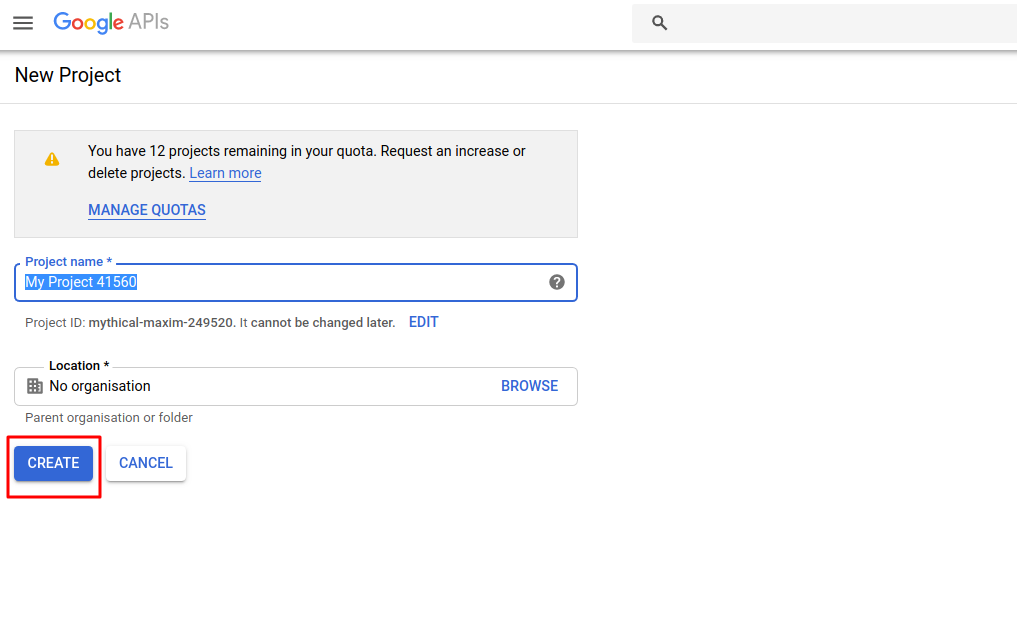 Google APIs
New Project
You have 12 projects remaining in your quota. Request an increase or
delete projects. Learn more
MANAGE QUOTAS
Project name *
My Project 41560
Project ID: mythical-maxim-249520. It cannot be changed later. EDIT
Location *
No organisation BROWSE
Parent organisation or folder
CREATE CANCEL